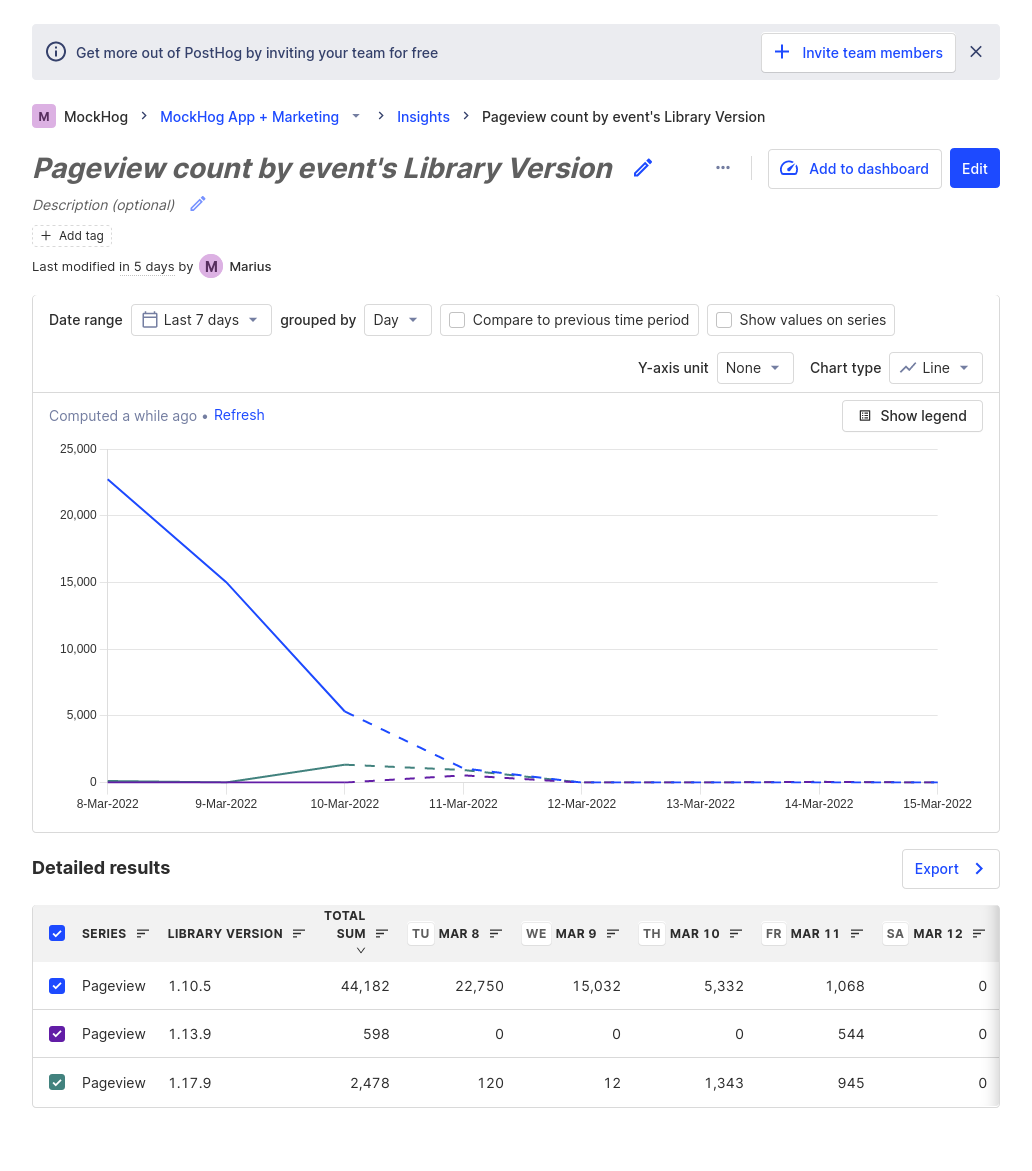 Get more out of PostHog by inviting your team for free
Invite team members
M MockHog MockHog App + Marketing Insights Pageview count by event's Library Version
Pageview count by event's Library Version
Add to dashboard Edit
Description (optional)
Add tag
Last modified in 5 days by M Marius
Date range Last 7 days grouped by Day Compare to previous time period Show values on series
Y-axis unit None Chart type Line
Computed a while ago • Refresh
Show legend
25,000
20,000
15,000
10,000
5,000
0
8-Mar-2022 9-Mar-2022 10-Mar-2022 11-Mar-2022 12-Mar-2022 13-Mar-2022 14-Mar-2022 15-Mar-2022
Detailed results
Export
SERIES LIBRARY VERSION TOTAL SUM TU MAR 8 WE MAR 9 TH MAR 10 FR MAR 11 SA MAR 12
Pageview 1.10.5 44,182 22,750 15,032 5,332 1,068 0
Pageview 1.13.9 598 0 0 0 544 0
Pageview 1.17.9 2,478 120 12 1,343 945 0